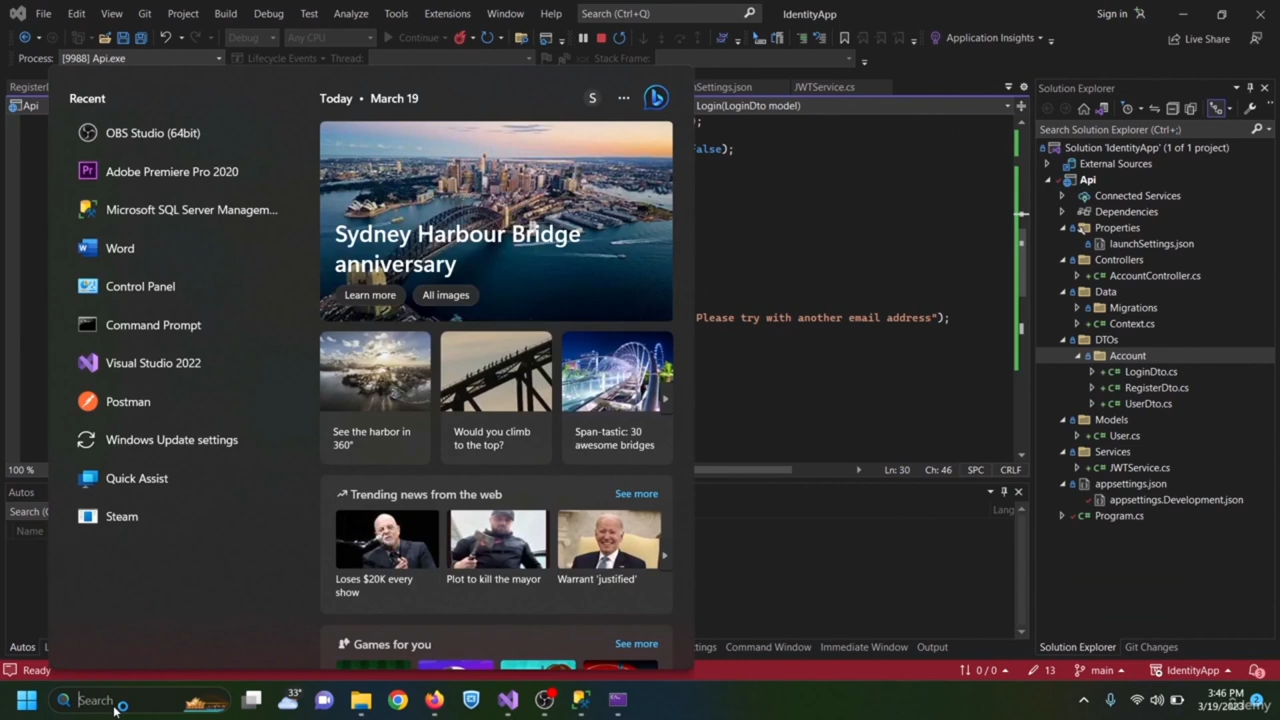 File Edit View Git Project Build Debug Test Analyze Tools Extensions Window Help Search (Ctrl+Q) IdentityApp Sign in
Debug Any CPU Continue Application Insights Live Share
Process: [9988] Api.exe Lifecycle Events Thread: Stack Frame:
JWTService.cs
Api
Login(LoginDto model)
);
alse);
Please try with another email address");
100 %
Ln: 30 Ch: 46 SPC CRLF
Autos
Search (C
Name
Lang
Autos
Command Window Immediate Window Output
Solution Explorer
Search Solution Explorer (Ctrl+;)
Solution 'IdentityApp' (1 of 1 project)
External Sources
Api
Connected Services
Dependencies
Properties
launchSettings.json
Controllers
AccountController.cs
Data
Migrations
Context.cs
DTOs
Account
LoginDto.cs
RegisterDto.cs
UserDto.cs
Models
User.cs
Services
JWTService.cs
appsettings.json
appsettings.Development.json
Program.cs
Solution Explorer Git Changes
Recent
OBS Studio (64bit)
Adobe Premiere Pro 2020
Microsoft SQL Server Managem...
Word
Control Panel
Command Prompt
Visual Studio 2022
Postman
Windows Update settings
Quick Assist
Steam
Today • March 19
S
Sydney Harbour Bridge
anniversary
Learn more All images
See the harbor in
360°
Would you climb
to the top?
Span-tastic: 30
awesome bridges
Trending news from the web See more
Loses $20K every
show
Plot to kill the mayor
Warrant 'justified'
Games for you See more
Ready 0 / 0 13 main IdentityApp 3
Search
33°
3:46 PM
3/19/2023